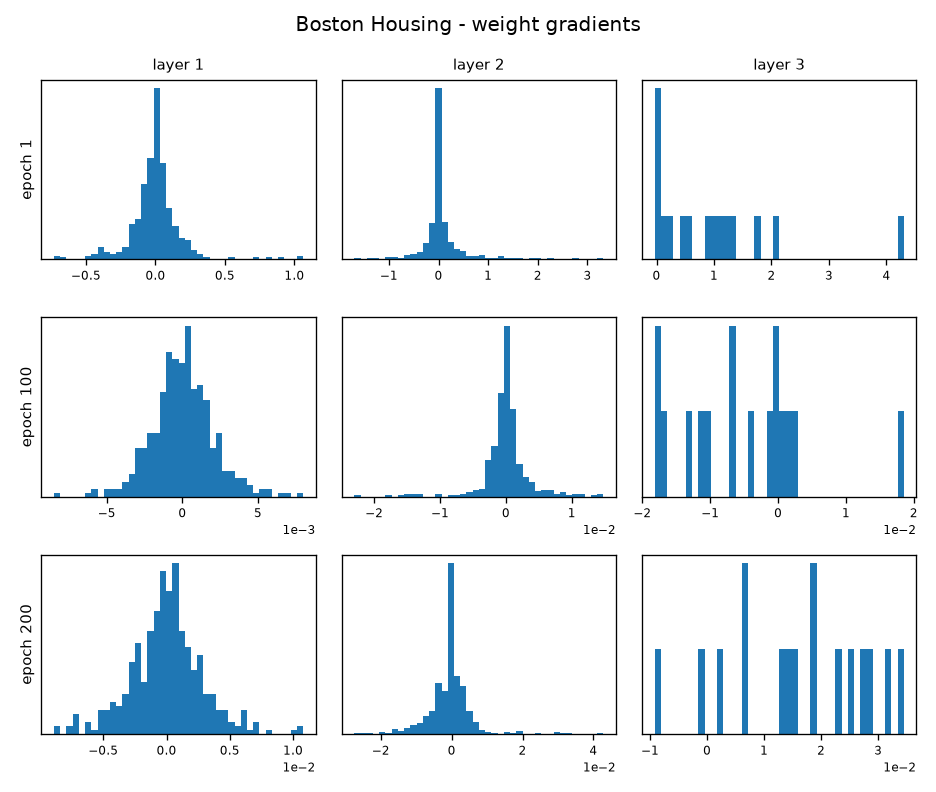 Boston Housing - weight gradients
layer 1 layer 2 layer 3
epoch 1
−0.5 0.0 0.5 1.0
−1 0 1 2 3
0 1 2 3 4
epoch 100
−5 0 5
1e−3
−2 −1 0 1
1e−2
−2 −1 0 1 2
1e−2
epoch 200
−0.5 0.0 0.5 1.0
1e−2
−2 0 2 4
1e−2
−1 0 1 2 3
1e−2